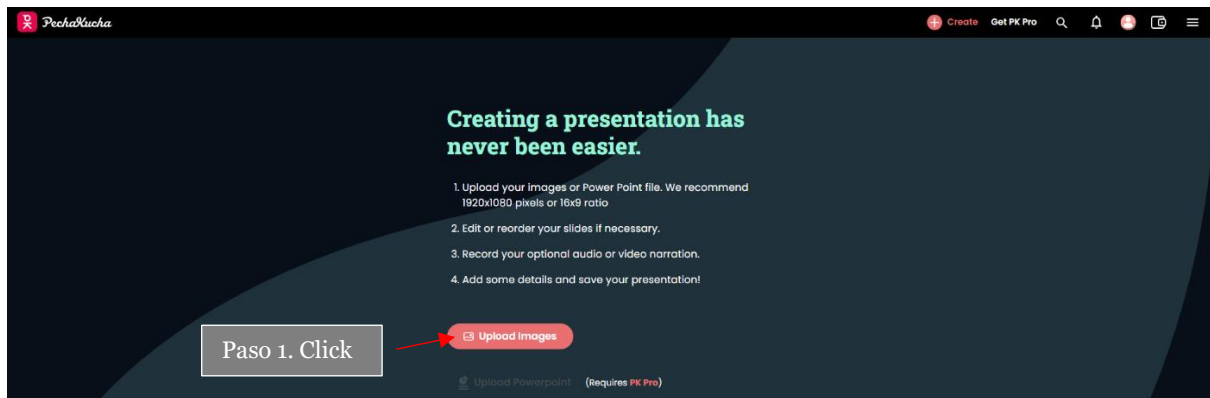 PechaKucha
Create Get PK Pro
Creating a presentation has
never been easier.
1. Upload your images or Power Point file. We recommend
1920x1080 pixels or 16x9 ratio
2. Edit or reorder your slides if necessary.
3. Record your optional audio or video narration.
4. Add some details and save your presentation!
Upload Images
Paso 1. Click
Upload Powerpoint (Requires PK Pro)